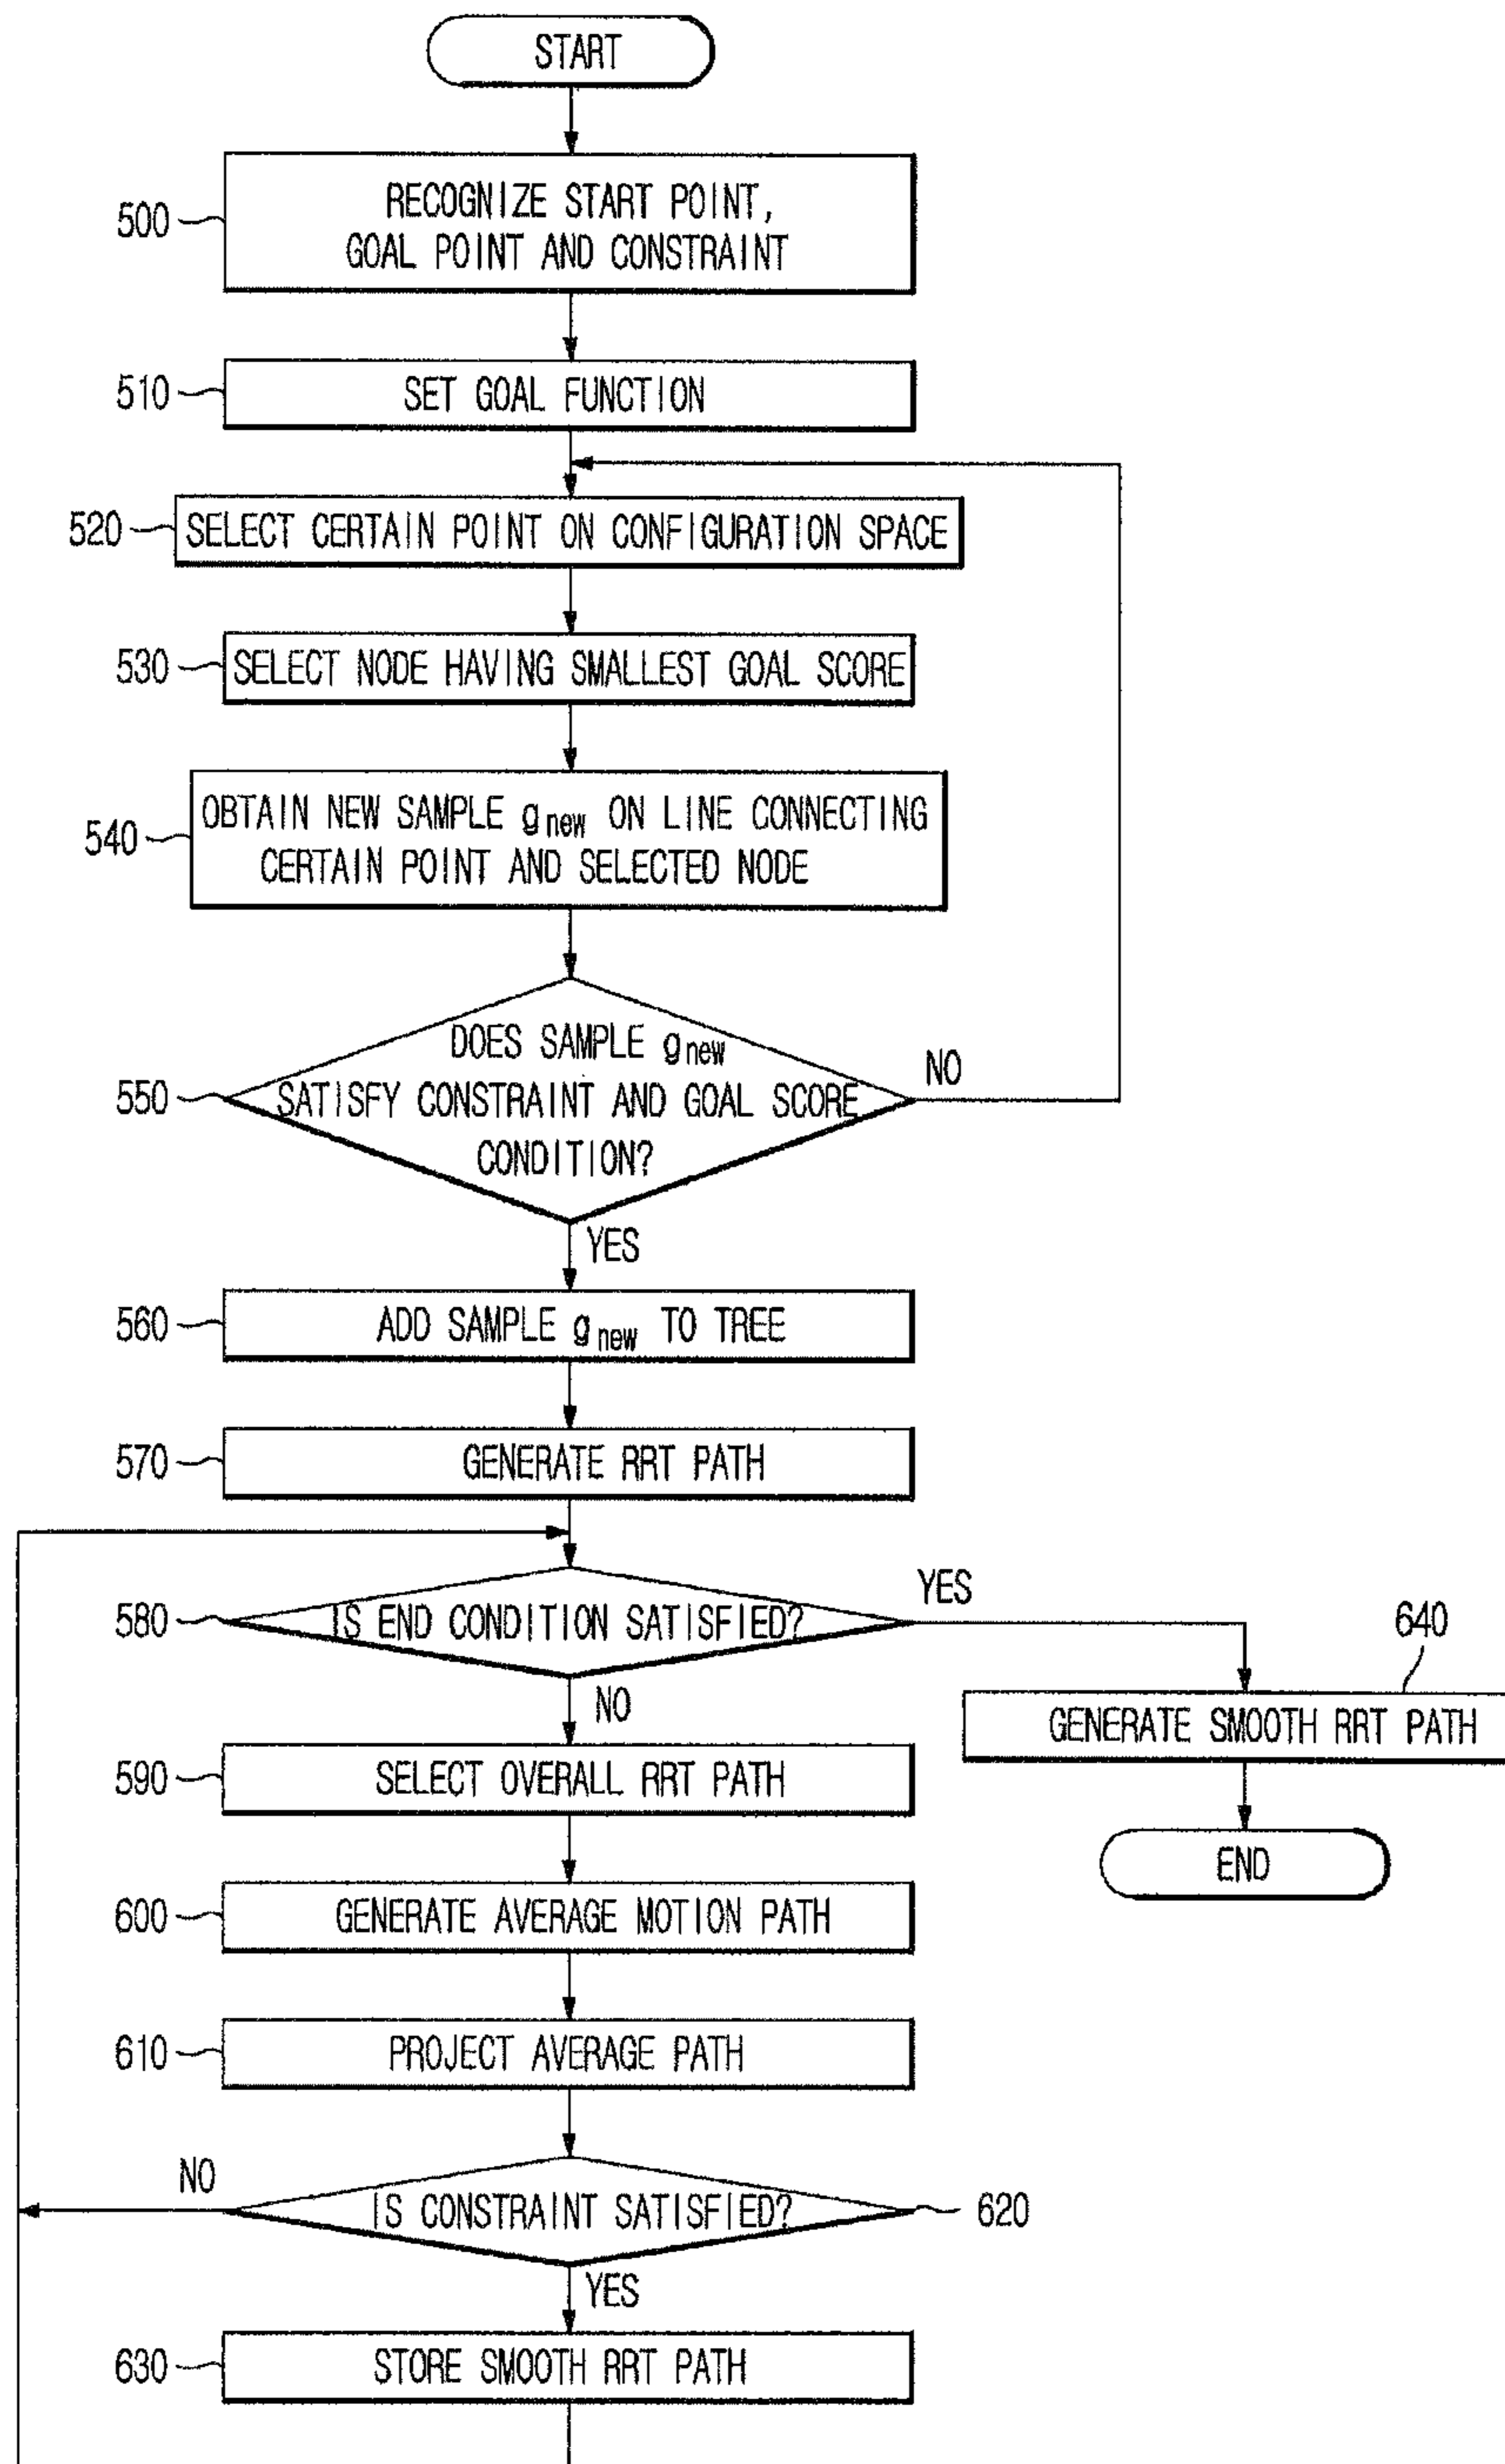 START
500
RECOGNIZE START POINT,
GOAL POINT AND CONSTRAINT
510
SET GOAL FUNCTION
520
SELECT CERTAIN POINT ON CONFIGURATION SPACE
530
SELECT NODE HAVING SMALLEST GOAL SCORE
540
OBTAIN NEW SAMPLE gnew ON LINE CONNECTING
CERTAIN POINT AND SELECTED NODE
550
DOES SAMPLE gnew
SATISFY CONSTRAINT AND GOAL SCORE
CONDITION?
NO
YES
560
ADD SAMPLE gnew TO TREE
570
GENERATE RRT PATH
580
IS END CONDITION SATISFIED?
YES
NO
640
GENERATE SMOOTH RRT PATH
END
590
SELECT OVERALL RRT PATH
600
GENERATE AVERAGE MOTION PATH
610
PROJECT AVERAGE PATH
NO
IS CONSTRAINT SATISFIED?
620
YES
630
STORE SMOOTH RRT PATH